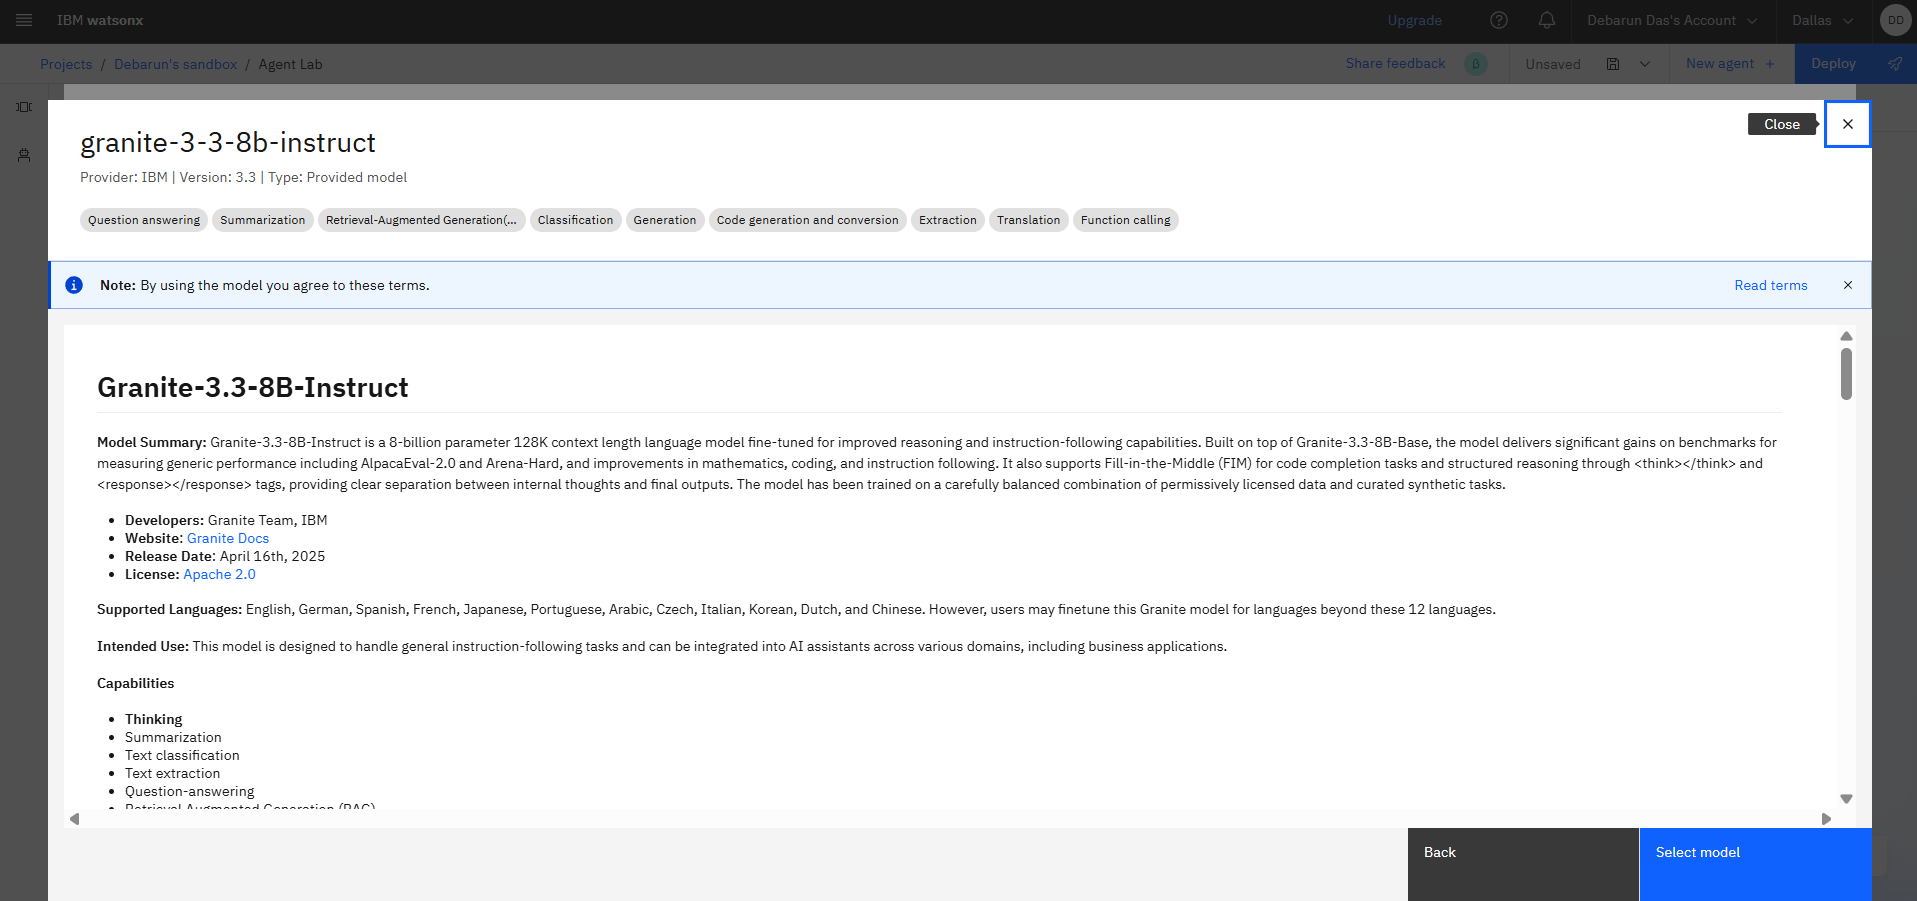 IBM watsonx
Upgrade
Debarun Das's Account
Dallas
DD
Projects / Debarun's sandbox / Agent Lab
Share feedback
β
Unsaved
New agent +
Deploy
granite-3-3-8b-instruct
Close
Provider: IBM | Version: 3.3 | Type: Provided model
Question answering
Summarization
Retrieval-Augmented Generation(...
Classification
Generation
Code generation and conversion
Extraction
Translation
Function calling
Note: By using the model you agree to these terms.
Read terms
Granite-3.3-8B-Instruct
Model Summary: Granite-3.3-8B-Instruct is a 8-billion parameter 128K context length language model fine-tuned for improved reasoning and instruction-following capabilities. Built on top of Granite-3.3-8B-Base, the model delivers significant gains on benchmarks for
measuring generic performance including AlpacaEval-2.0 and Arena-Hard, and improvements in mathematics, coding, and instruction following. It also supports Fill-in-the-Middle (FIM) for code completion tasks and structured reasoning through <think></think> and
<response></response> tags, providing clear separation between internal thoughts and final outputs. The model has been trained on a carefully balanced combination of permissively licensed data and curated synthetic tasks.
• Developers: Granite Team, IBM
• Website: Granite Docs
• Release Date: April 16th, 2025
• License: Apache 2.0
Supported Languages: English, German, Spanish, French, Japanese, Portuguese, Arabic, Czech, Italian, Korean, Dutch, and Chinese. However, users may finetune this Granite model for languages beyond these 12 languages.
Intended Use: This model is designed to handle general instruction-following tasks and can be integrated into AI assistants across various domains, including business applications.
Capabilities
• Thinking
• Summarization
• Text classification
• Text extraction
• Question-answering
• Retrieval Augmented Generation (RAG)
Back
Select model